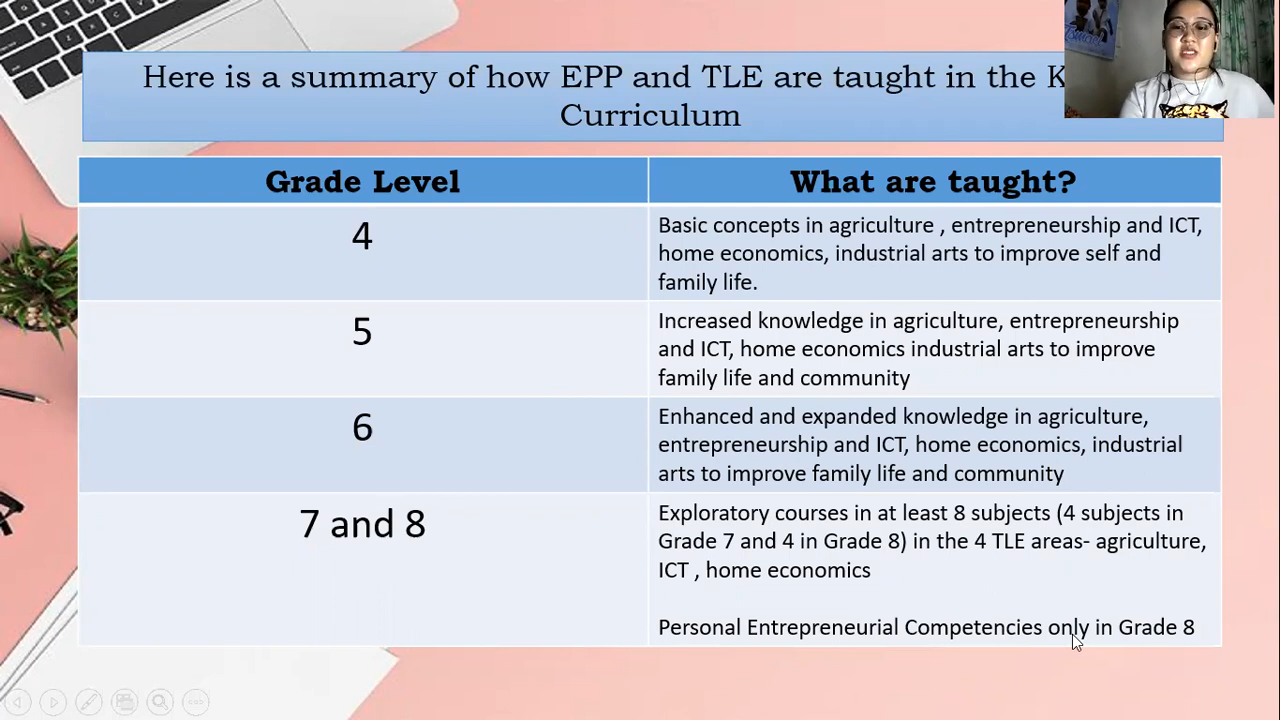 Here is a summary of how EPP and TLE are taught in the
Curriculum
Grade Level
What are taught?
4
Basic concepts in agriculture , entrepreneurship and ICT,
home economics, industrial arts to improve self and
family life.
5
Increased knowledge in agriculture, entrepreneurship
and ICT, home economics industrial arts to improve
family life and community
6
Enhanced and expanded knowledge in agriculture,
entrepreneurship and ICT, home economics, industrial
arts to improve family life and community
7 and 8
Exploratory courses in at least 8 subjects (4 subjects in
Grade 7 and 4 in Grade 8) in the 4 TLE areas- agriculture,
ICT , home economics
Personal Entrepreneurial Competencies only in Grade 8